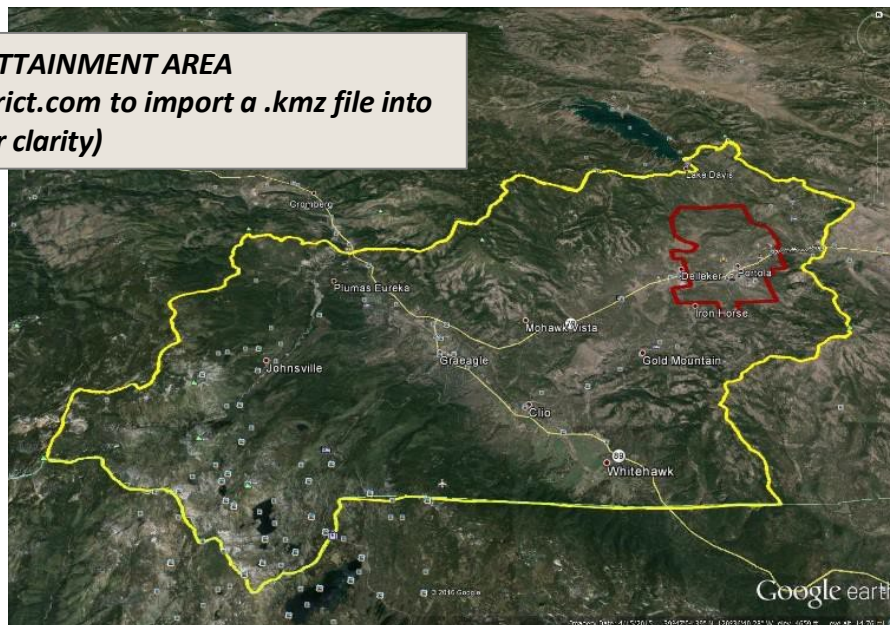 TTAINMENT AREA
rict.com to import a .kmz file into
r clarity)
Lake Davis
Cromberg
Delleker
Portola
Plumas Eureka
Iron Horse
Mohawk Vista
Graeagle
Gold Mountain
Johnsville
Clio
89
Whitehawk
© 2016 Google
Google earth